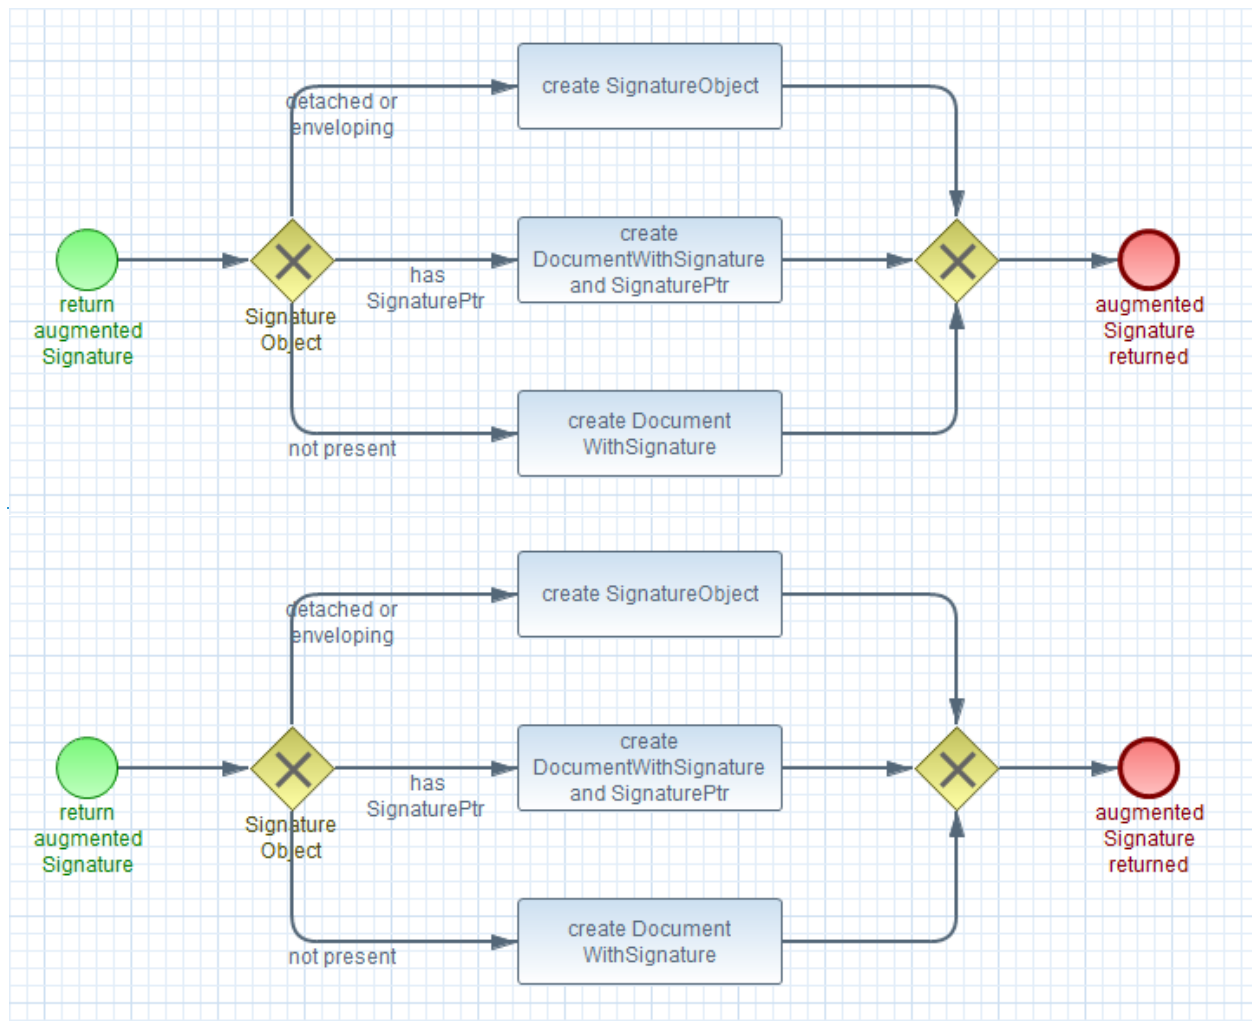 create SignatureObject
detached or
enveloping
create
DocumentWithSignature
and SignaturePtr
has
SignaturePtr
return
augmented
Signature
Signature
Object
augmented
Signature
returned
create Document
WithSignature
not present
create SignatureObject
detached or
enveloping
create
DocumentWithSignature
and SignaturePtr
has
SignaturePtr
return
augmented
Signature
Signature
Object
augmented
Signature
returned
create Document
WithSignature
not present